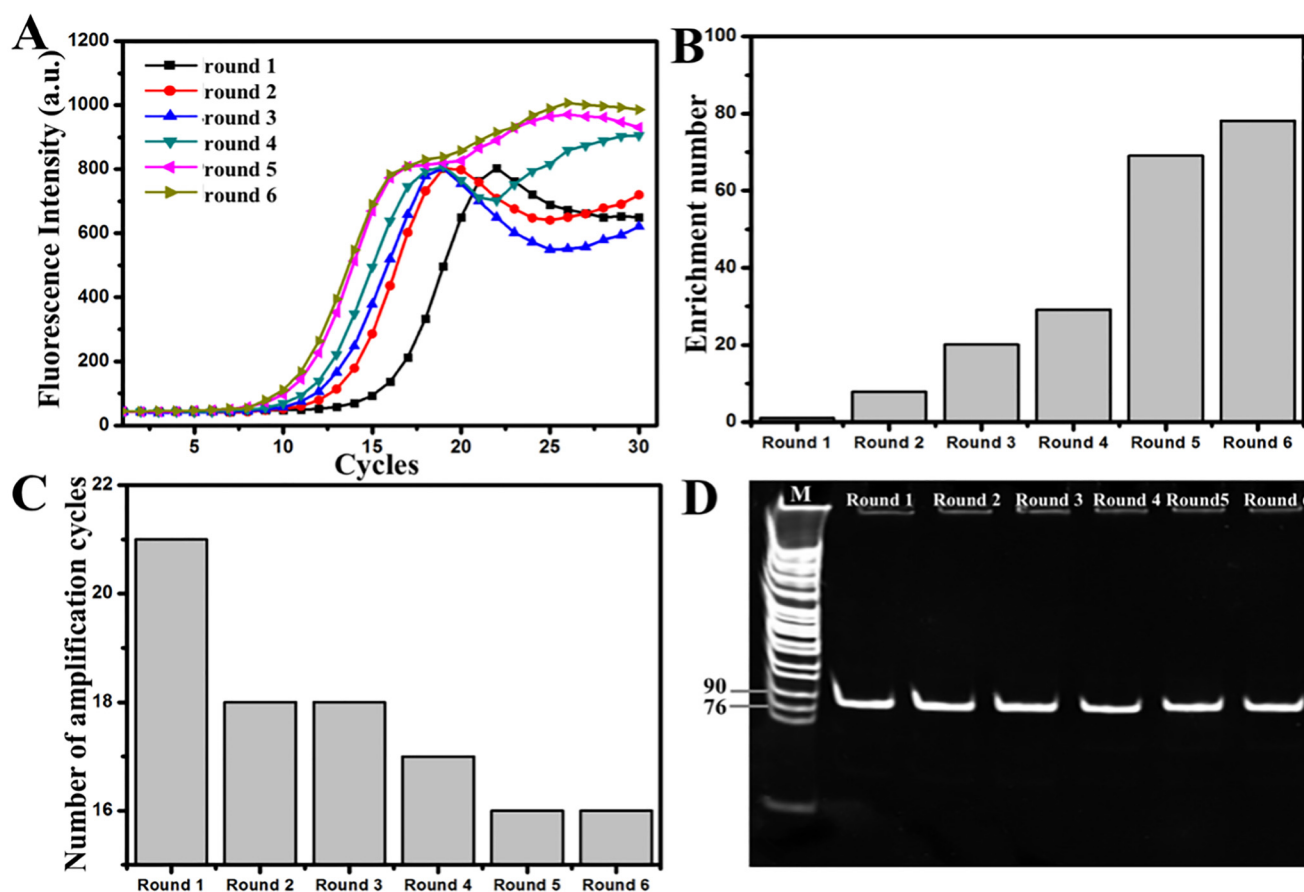 A
Fluorescence Intensity (a.u.)
1200
1000
800
600
400
200
0
round 1
round 2
round 3
round 4
round 5
round 6
5
10
15
20
25
30
Cycles
B
Enrichment number
100
80
60
40
20
0
Round 1
Round 2
Round 3
Round 4
Round 5
Round 6
C
Number of amplification cycles
22
20
18
16
Round 1
Round 2
Round 3
Round 4
Round 5
Round 6
D
M
Round 1
Round 2
Round 3
Round 4
Round5
Round 6
90
76